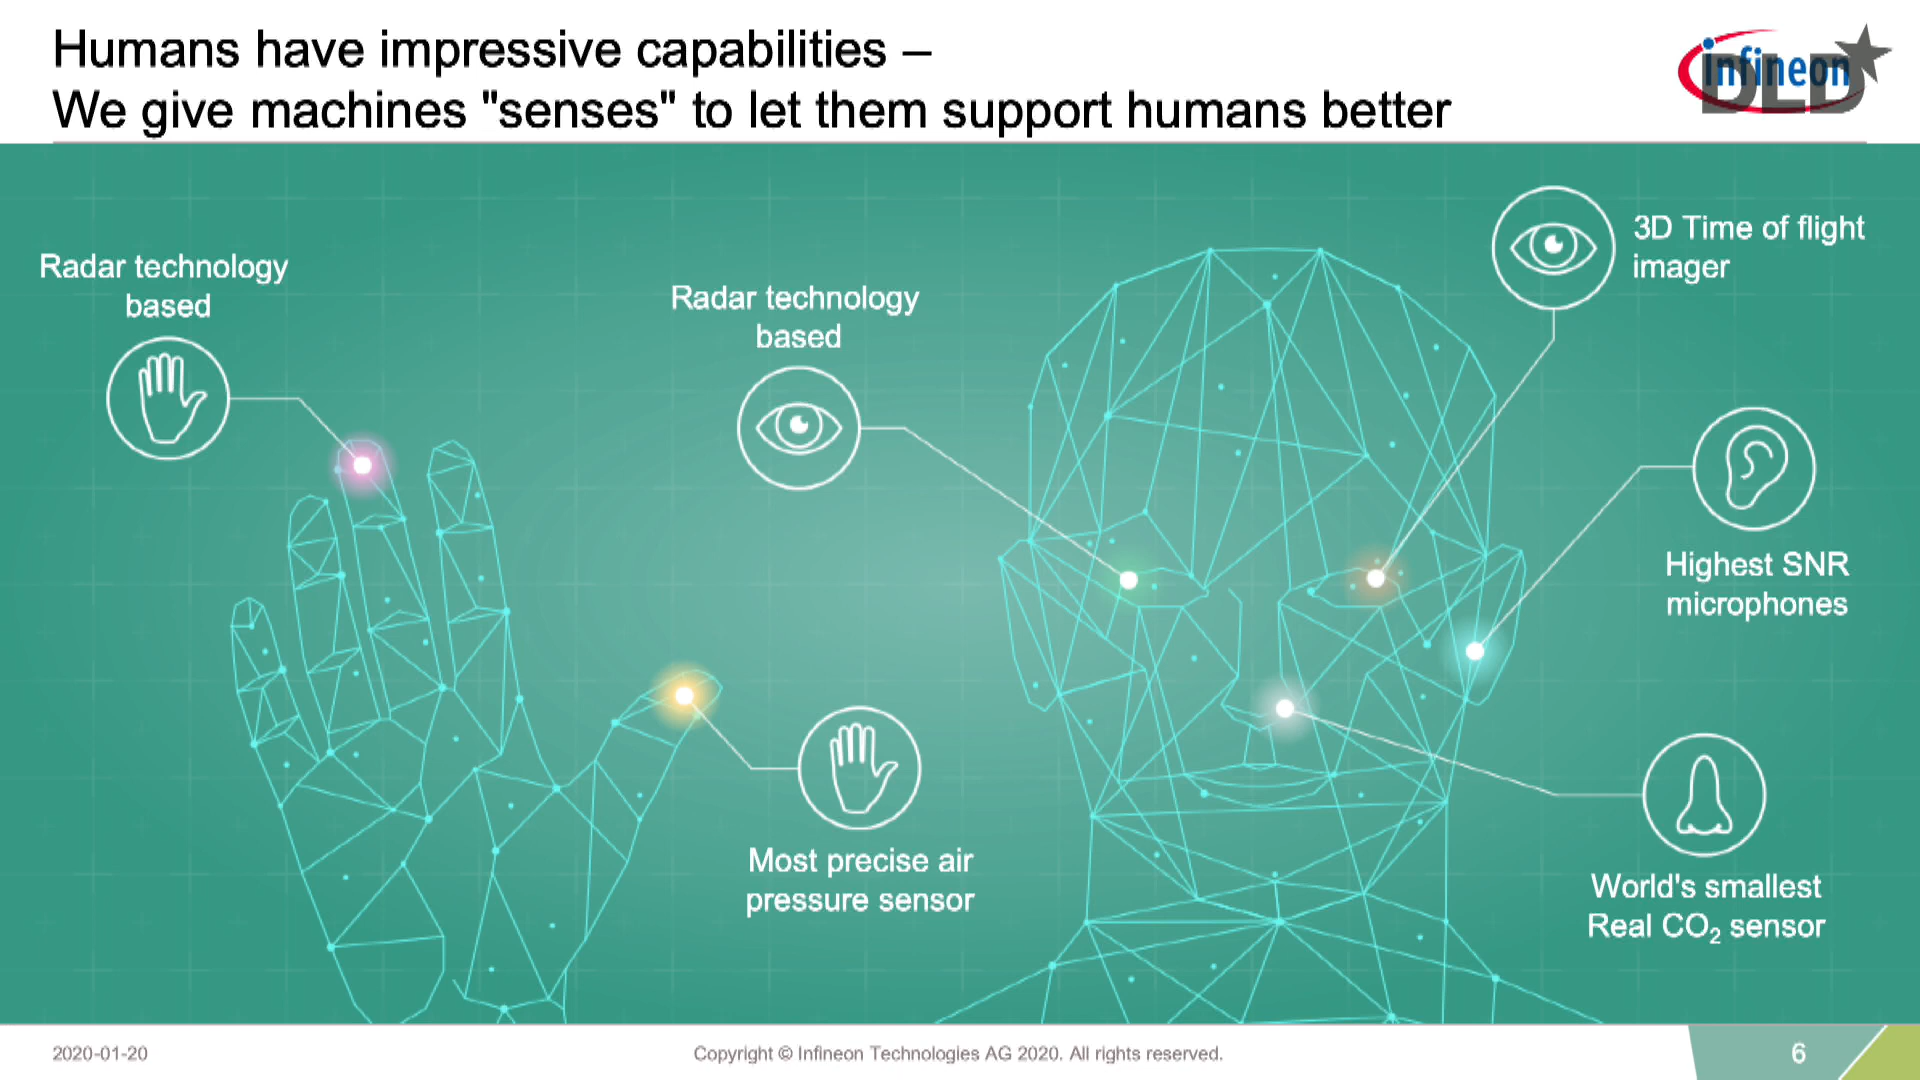 Humans have impressive capabilities –
We give machines "senses" to let them support humans better
infineon
DLD
Radar technology
based
Radar technology
based
3D Time of flight
imager
Highest SNR
microphones
Most precise air
pressure sensor
World's smallest
Real CO₂ sensor
2020-01-20
Copyright © Infineon Technologies AG 2020. All rights reserved.
6